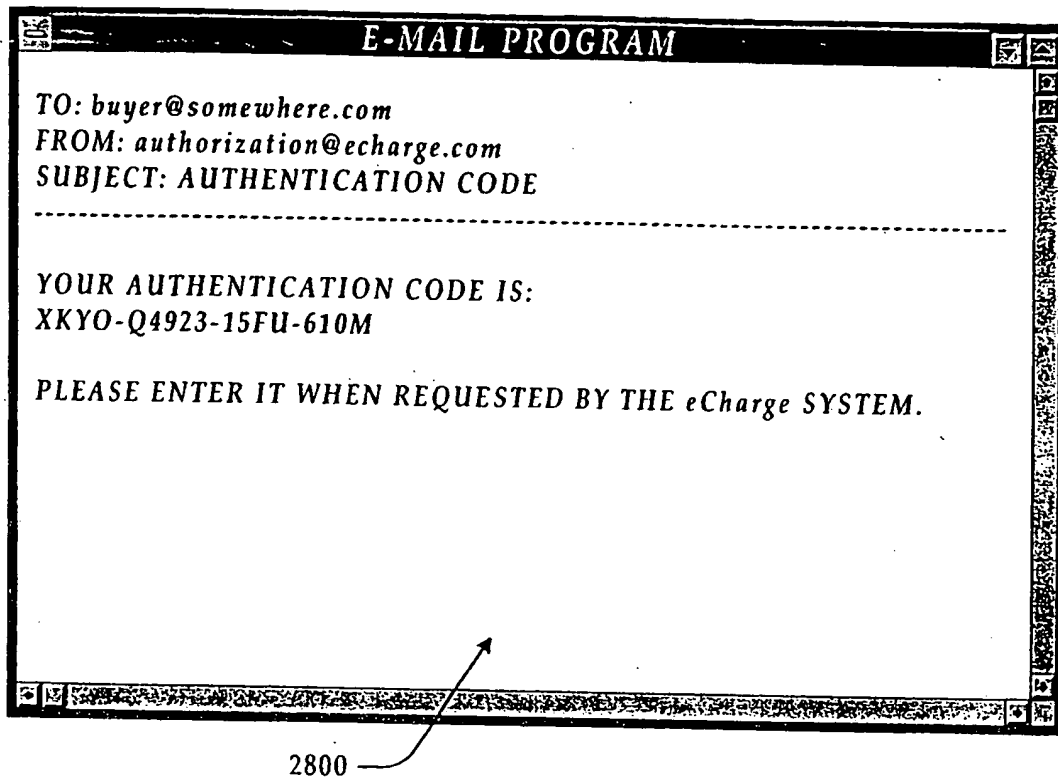 E-MAIL PROGRAM
TO: buyer@somewhere.com
FROM: authorization@echarge.com
SUBJECT: AUTHENTICATION CODE
YOUR AUTHENTICATION CODE IS:
XKYO-Q4923-15FU-610M
PLEASE ENTER IT WHEN REQUESTED BY THE eCharge SYSTEM.
2800